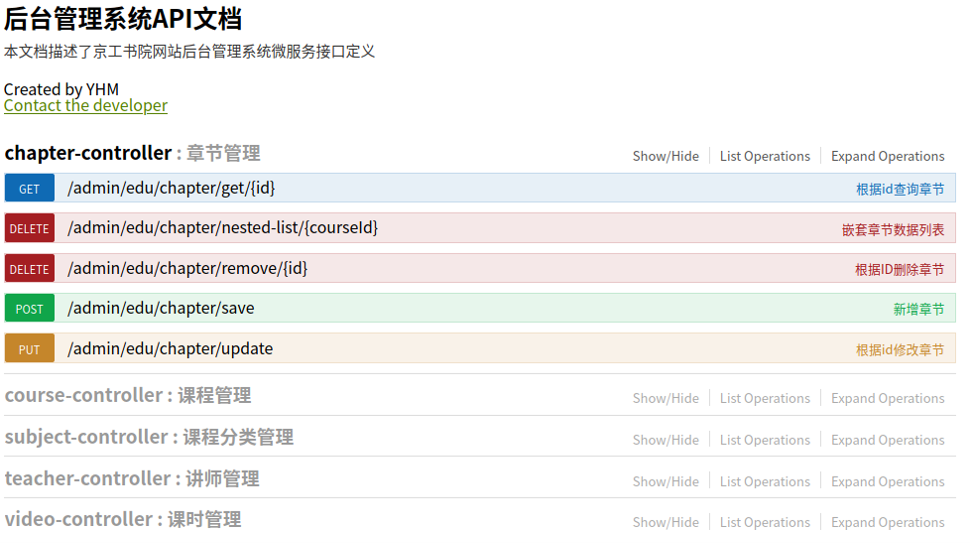 后台管理系统API文档
本文档描述了京工书院网站后台管理系统微服务接口定义
Created by YHM
Contact the developer
chapter-controller : 章节管理 Show/Hide List Operations Expand Operations
GET /admin/edu/chapter/get/{id} 根据id查询章节
DELETE /admin/edu/chapter/nested-list/{courseId} 嵌套章节数据列表
DELETE /admin/edu/chapter/remove/{id} 根据ID删除章节
POST /admin/edu/chapter/save 新增章节
PUT /admin/edu/chapter/update 根据id修改章节
course-controller : 课程管理 Show/Hide List Operations Expand Operations
subject-controller : 课程分类管理 Show/Hide List Operations Expand Operations
teacher-controller : 讲师管理 Show/Hide List Operations Expand Operations
video-controller : 课时管理 Show/Hide List Operations Expand Operations